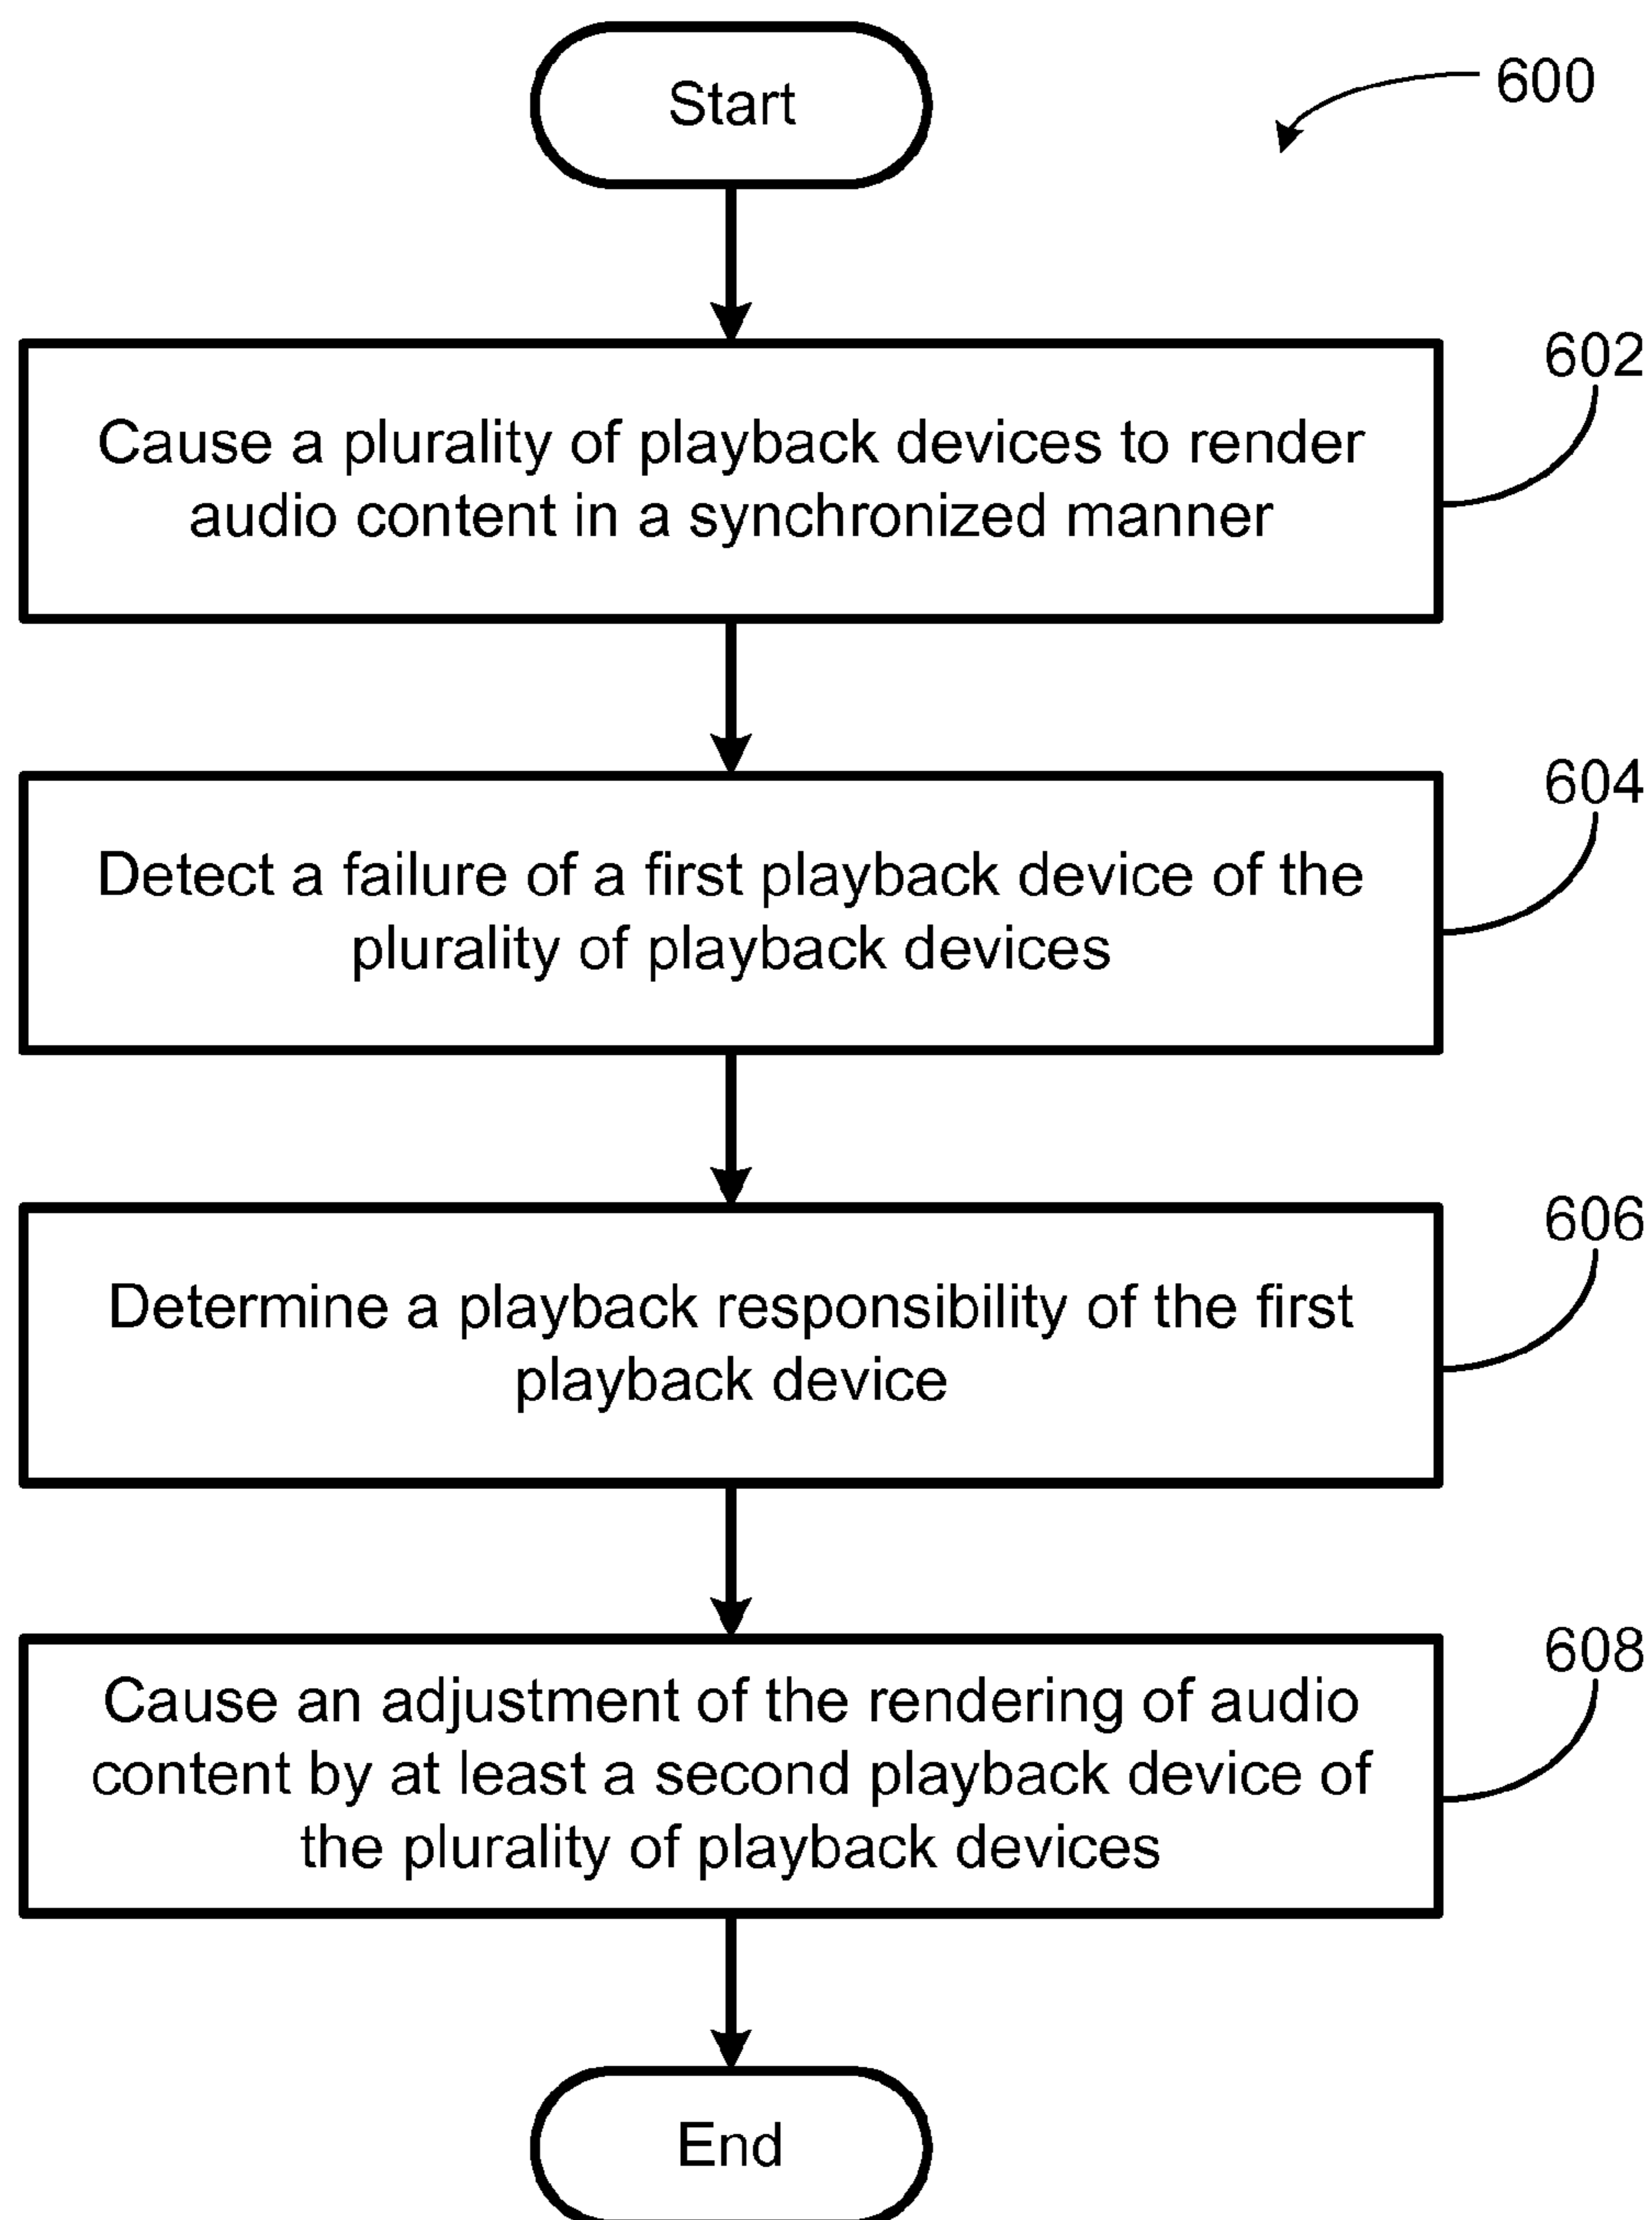 Start
600
602
Cause a plurality of playback devices to render
audio content in a synchronized manner
604
Detect a failure of a first playback device of the
plurality of playback devices
606
Determine a playback responsibility of the first
playback device
608
Cause an adjustment of the rendering of audio
content by at least a second playback device of
the plurality of playback devices
End